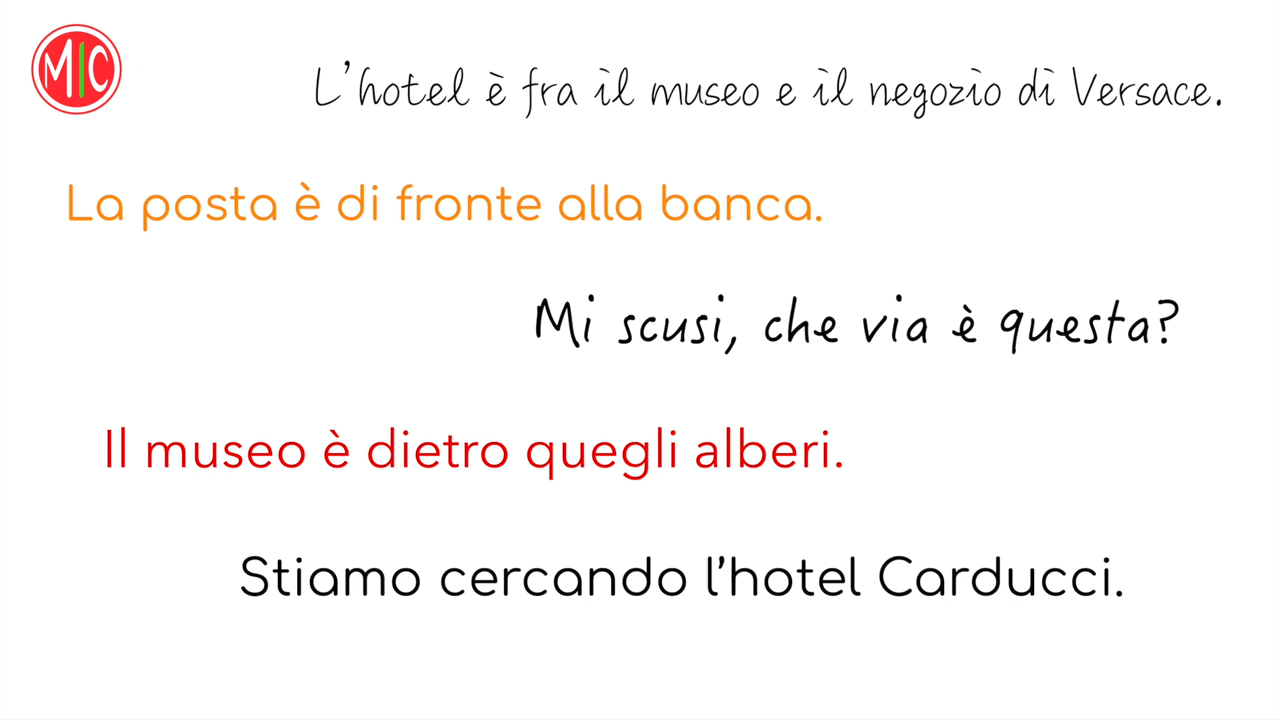 MIC
L'hotel è fra il museo e il negozio di Versace.
La posta è di fronte alla banca.
Mi scusi, che via è questa?
Il museo è dietro quegli alberi.
Stiamo cercando l'hotel Carducci.